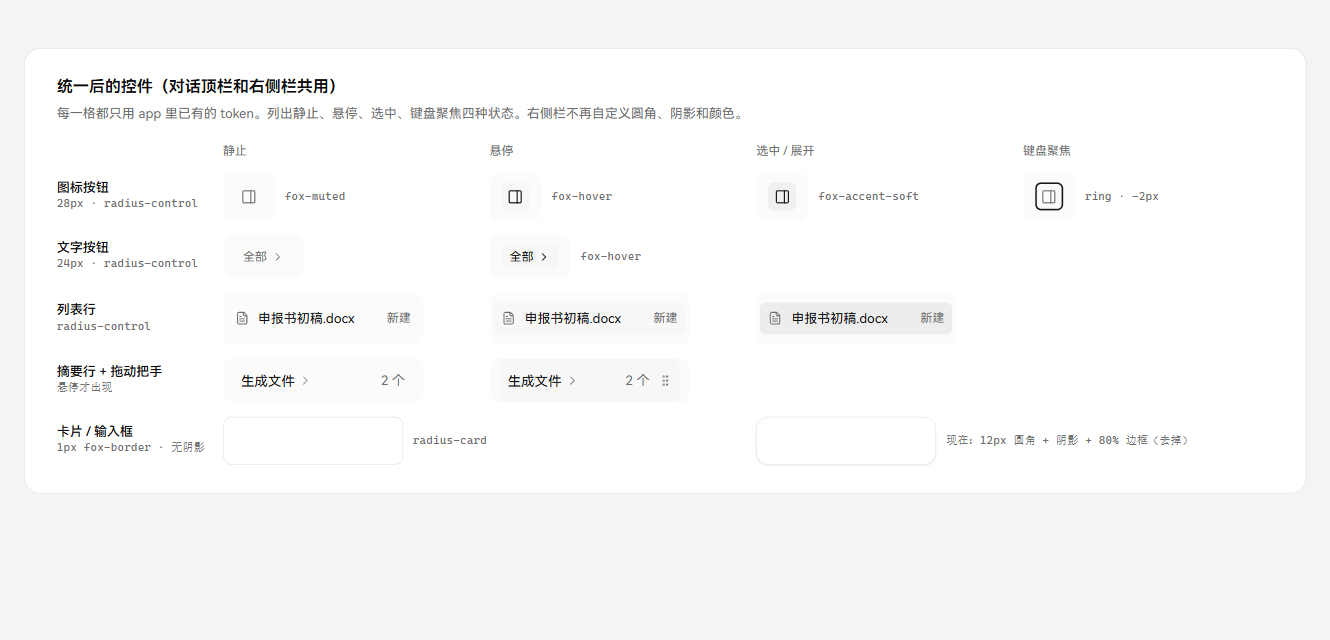 统一后的控件（对话顶栏和右侧栏共用）
每一格都只用 app 里已有的 token。列出静止、悬停、选中、键盘聚焦四种状态。右侧栏不再自定义圆角、阴影和颜色。
静止 悬停 选中 / 展开 键盘聚焦
图标按钮
28px · radius-control
fox-muted fox-hover fox-accent-soft ring · -2px
文字按钮
24px · radius-control
全部 全部 fox-hover
列表行
radius-control
申报书初稿.docx 新建 申报书初稿.docx 新建 申报书初稿.docx 新建
摘要行 + 拖动把手
悬停才出现
生成文件 2 个 生成文件 2 个
卡片 / 输入框
1px fox-border · 无阴影
radius-card 现在: 12px 圆角 + 阴影 + 80% 边框（去掉）